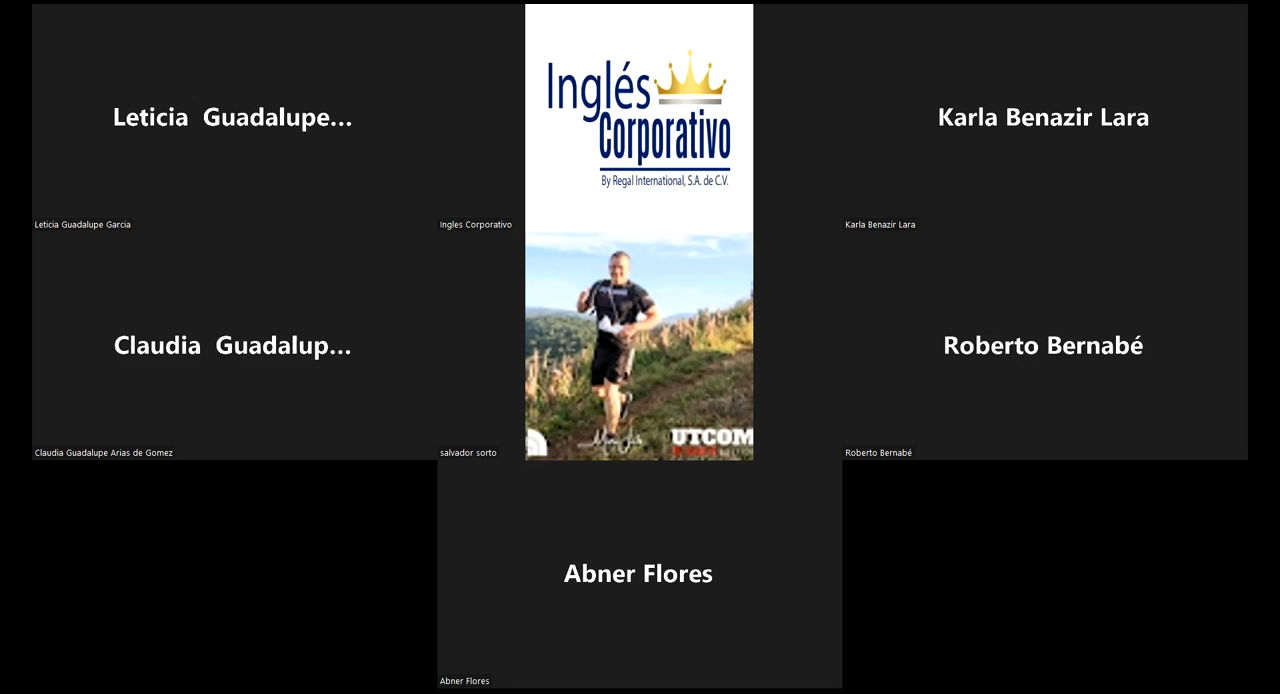 Leticia  Guadalupe...
Leticia Guadalupe Garcia
Inglés
Corporativo
By Regal International, S.A. de C.V.
Ingles Corporativo
Karla Benazir Lara
Karla Benazir Lara
Claudia  Guadalup...
Claudia Guadalupe Arias de Gomez
UTCOM
salvador sorto
Roberto Bernabé
Roberto Bernabé
Abner Flores
Abner Flores